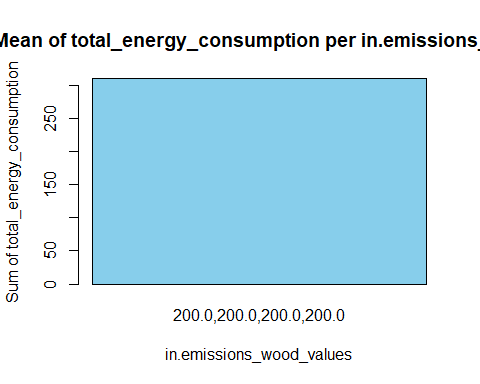 Mean of total_energy_consumption per in.emissions_
Sum of total_energy_consumption
250
150
50
0
200.0,200.0,200.0,200.0
in.emissions_wood_values